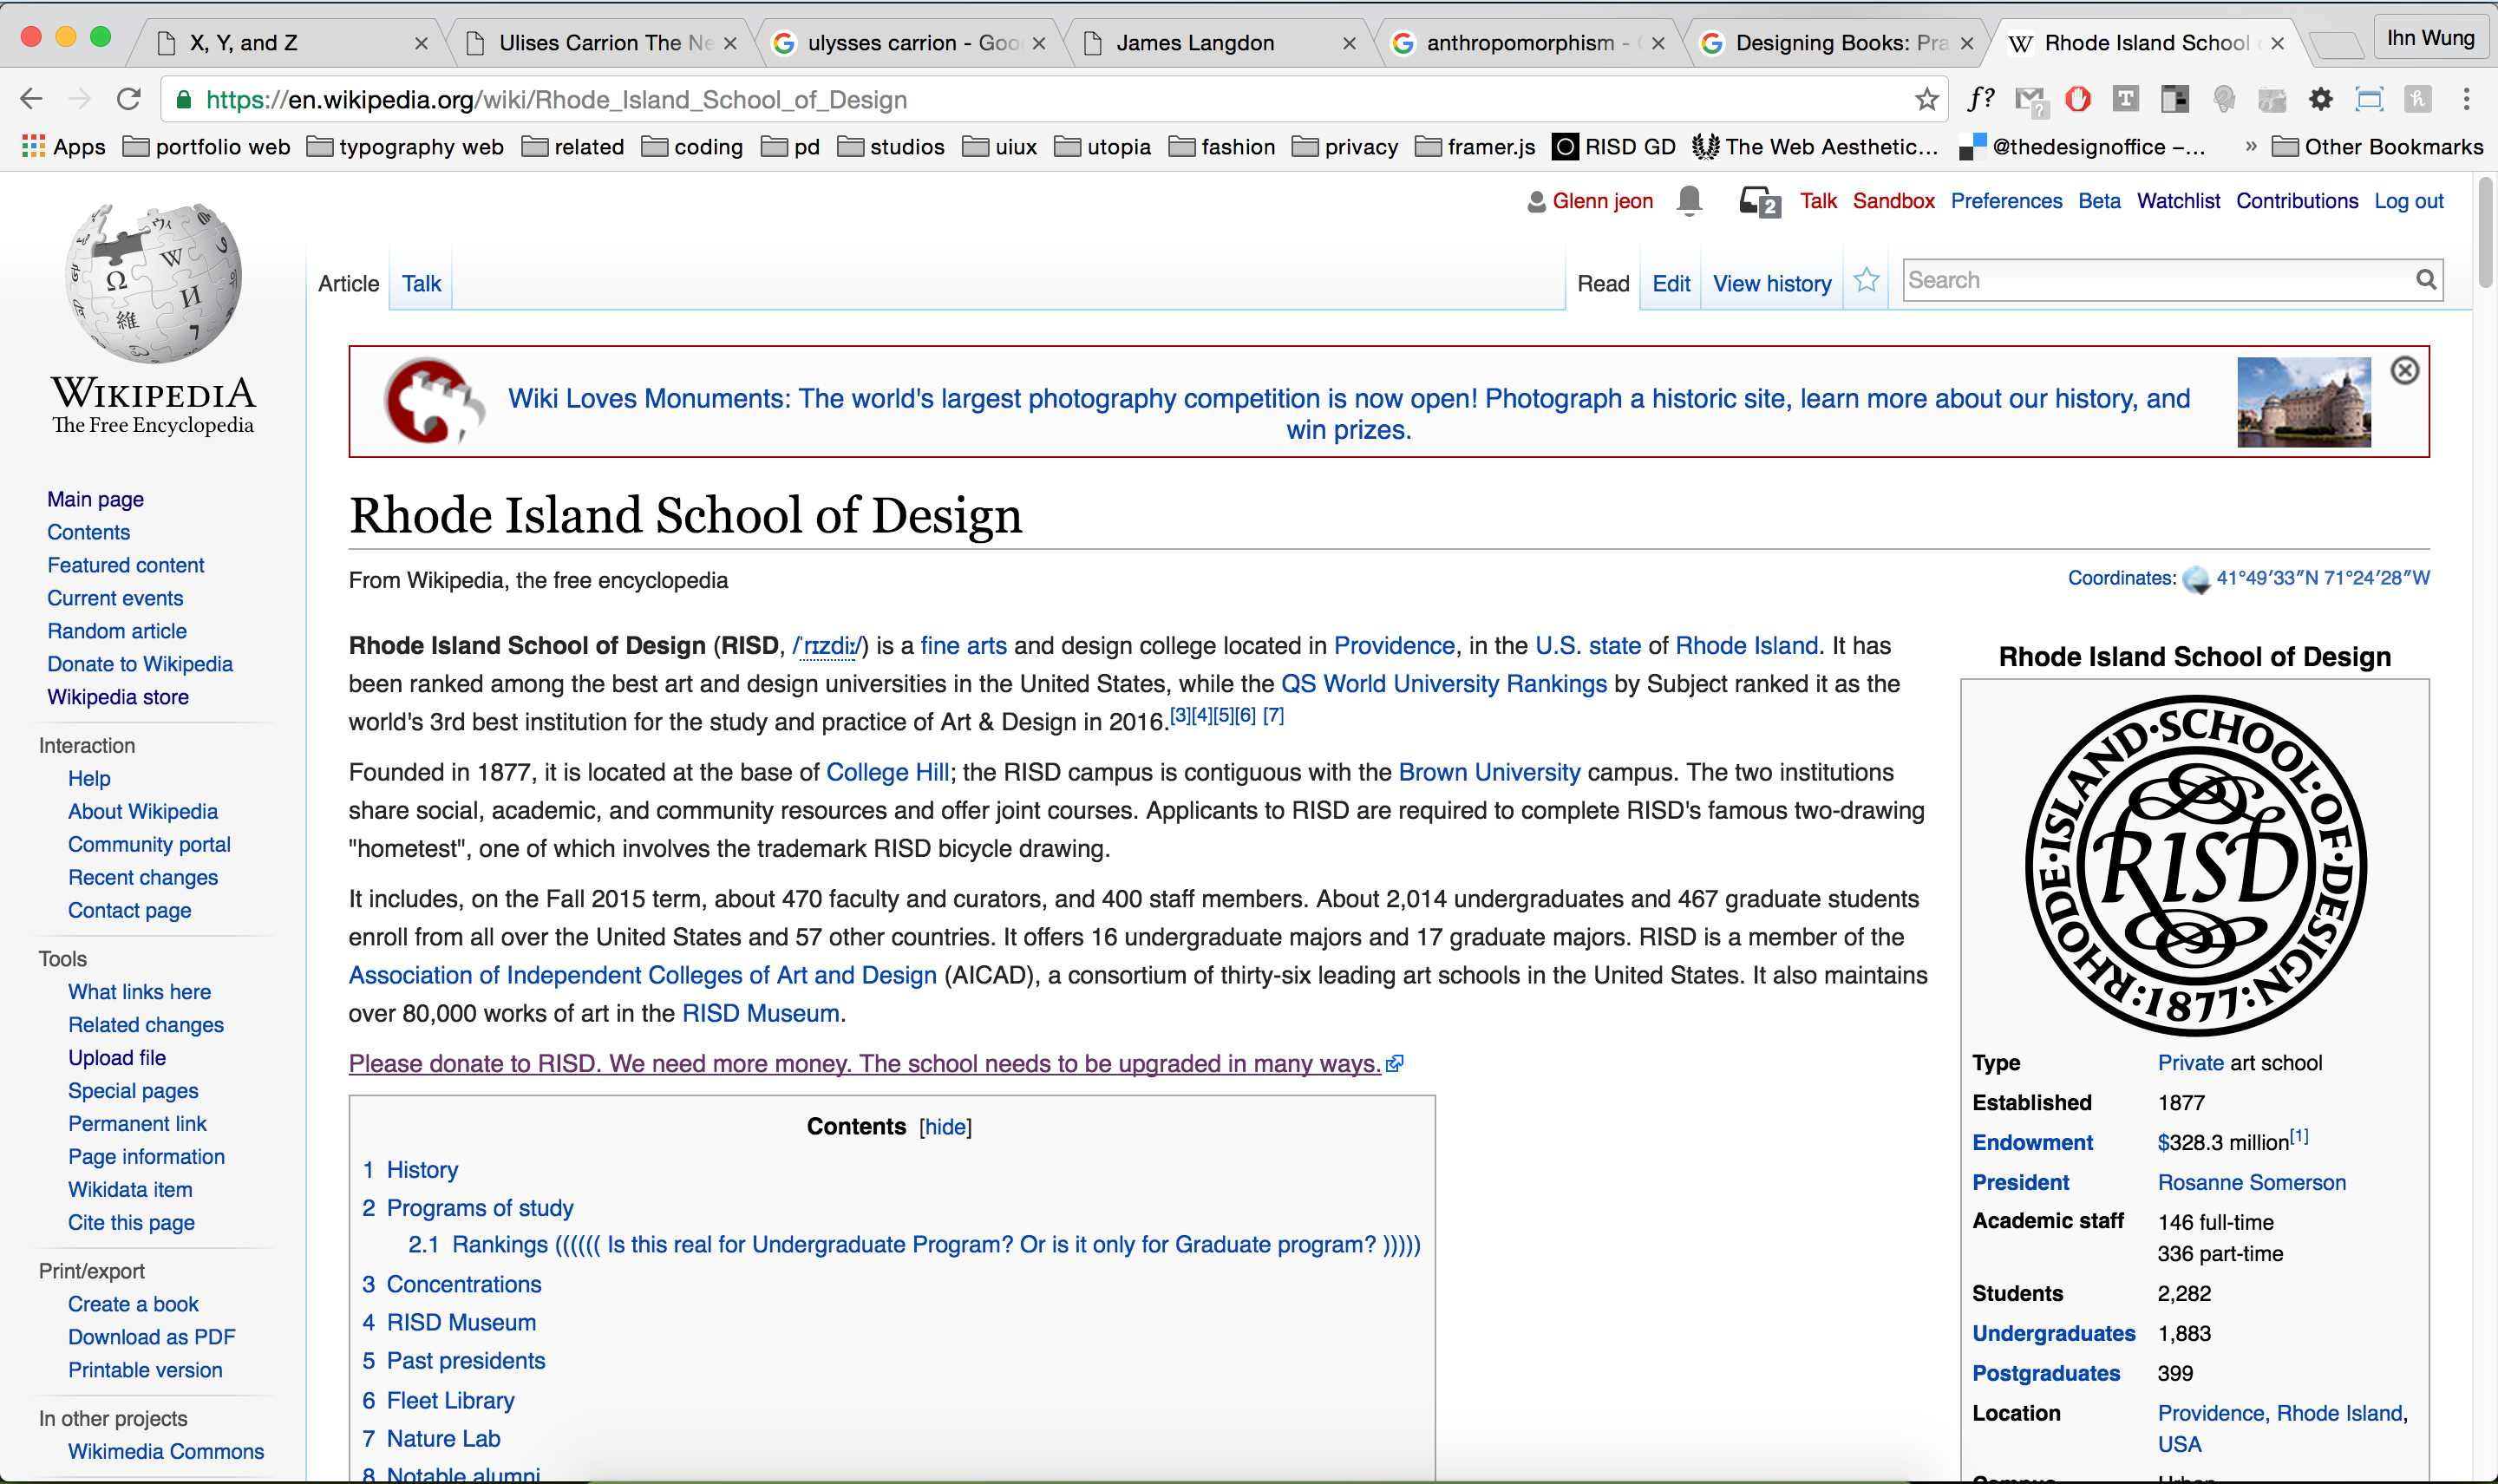 X, Y, and Z
Ulises Carrion The Ne
ulysses carrion - Goo
James Langdon
anthropomorphism - G
Designing Books: Pra
Rhode Island School o
Ihn Wung
https://en.wikipedia.org/wiki/Rhode_Island_School_of_Design
f?
Apps portfolio web typography web related coding pd studios uiux utopia fashion privacy framer.js RISD GD The Web Aesthetic... @thedesignoffice –... » Other Bookmarks
Glenn jeon 2 Talk Sandbox Preferences Beta Watchlist Contributions Log out
Article Talk Read Edit View history Search
WIKIPEDIA
The Free Encyclopedia
Wiki Loves Monuments: The world's largest photography competition is now open! Photograph a historic site, learn more about our history, and
win prizes.
Main page
Contents
Featured content
Current events
Random article
Donate to Wikipedia
Wikipedia store
Interaction
Help
About Wikipedia
Community portal
Recent changes
Contact page
Tools
What links here
Related changes
Upload file
Special pages
Permanent link
Page information
Wikidata item
Cite this page
Print/export
Create a book
Download as PDF
Printable version
In other projects
Wikimedia Commons
Rhode Island School of Design
From Wikipedia, the free encyclopedia
Coordinates: 41°49′33″N 71°24′28″W
Rhode Island School of Design (RISD, /ˈrɪzdiː/) is a fine arts and design college located in Providence, in the U.S. state of Rhode Island. It has
been ranked among the best art and design universities in the United States, while the QS World University Rankings by Subject ranked it as the
world's 3rd best institution for the study and practice of Art & Design in 2016.[3][4][5][6] [7]
Founded in 1877, it is located at the base of College Hill; the RISD campus is contiguous with the Brown University campus. The two institutions
share social, academic, and community resources and offer joint courses. Applicants to RISD are required to complete RISD's famous two-drawing
"hometest", one of which involves the trademark RISD bicycle drawing.
It includes, on the Fall 2015 term, about 470 faculty and curators, and 400 staff members. About 2,014 undergraduates and 467 graduate students
enroll from all over the United States and 57 other countries. It offers 16 undergraduate majors and 17 graduate majors. RISD is a member of the
Association of Independent Colleges of Art and Design (AICAD), a consortium of thirty-six leading art schools in the United States. It also maintains
over 80,000 works of art in the RISD Museum.
Please donate to RISD. We need more money. The school needs to be upgraded in many ways.
Contents [hide]
1 History
2 Programs of study
2.1 Rankings (((((( Is this real for Undergraduate Program? Or is it only for Graduate program? )))))
3 Concentrations
4 RISD Museum
5 Past presidents
6 Fleet Library
7 Nature Lab
8 Notable alumni
Rhode Island School of Design
RHODE·ISLAND·SCHOOL·OF·DESIGN
:1877:
RISD
Type Private art school
Established 1877
Endowment $328.3 million[1]
President Rosanne Somerson
Academic staff 146 full-time
336 part-time
Students 2,282
Undergraduates 1,883
Postgraduates 399
Location Providence, Rhode Island,
USA
Campus Urban